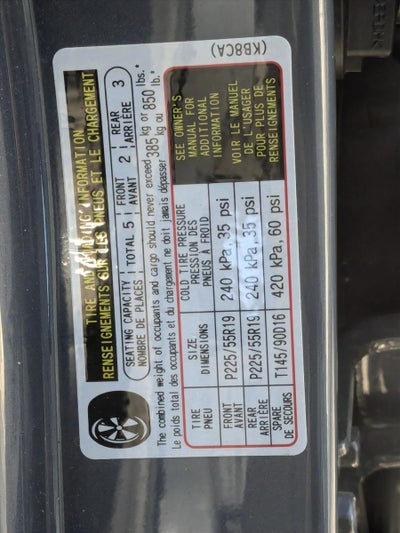 TIRE AND LOADING INFORMATION
RENSEIGNEMENTS SUR LES PNEUS ET LE CHARGEMENT
SEATING CAPACITY TOTAL 5 FRONT 2 REAR 3
NOMBRE DE PLACES AVANT ARRIÈRE
The combined weight of occupants and cargo should never exceed 385 kg or 850 lbs.
Le poids total des occupants et du chargement ne doit jamais dépasser kg ou lb.
TIRE SIZE COLD TIRE PRESSURE
PNEU DIMENSIONS PRESSION DES
PNEUS À FROID
FRONT P225/55R19 240 kPa, 35 psi
AVANT
REAR P225/55R19 240 kPa, 35 psi
ARRIÈRE
SPARE T145/90D16 420 kPa, 60 psi
DE SECOURS
SEE OWNER'S
MANUAL FOR
ADDITIONAL
INFORMATION
VOIR LE MANUEL
DE L'USAGER
POUR PLUS DE
RENSEIGNEMENTS
(KB8CA)